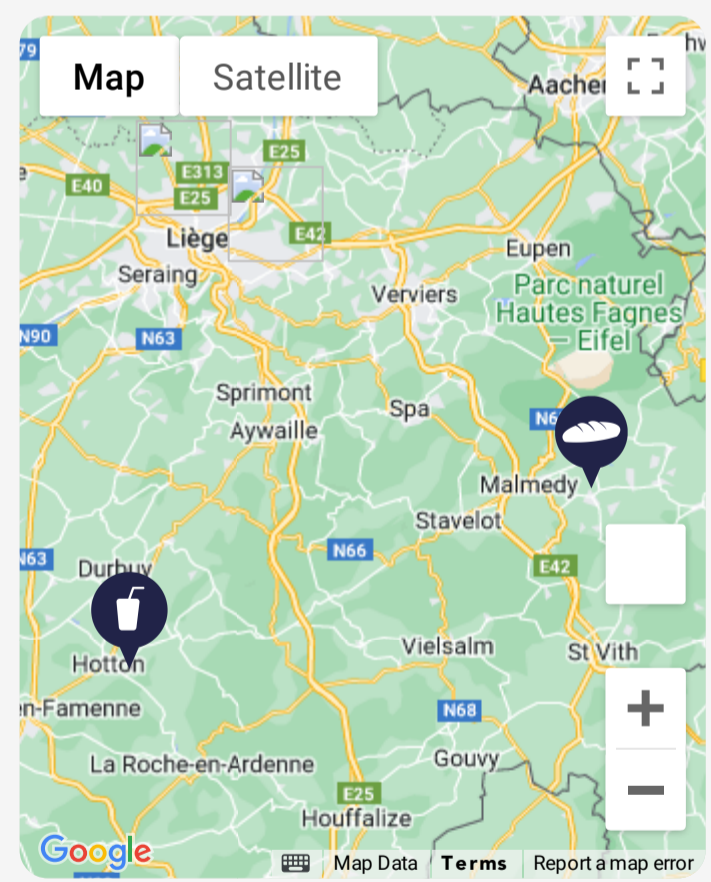 79
Map
Satellite
Aachen
E25
E313
E40
E25
Liège
E42
Eupen
Seraing
Parc naturel
Hautes Fagnes
— Eifel
Verviers
N90
N63
Sprimont
Spa
Aywaille
N6
Malmedy
Stavelot
N66
N63
E42
Durbuy
Vielsalm
St Vith
Hotton
en-Famenne
N68
La Roche-en-Ardenne
Gouvy
E25
Houffalize
Google
Map Data
Terms
Report a map error